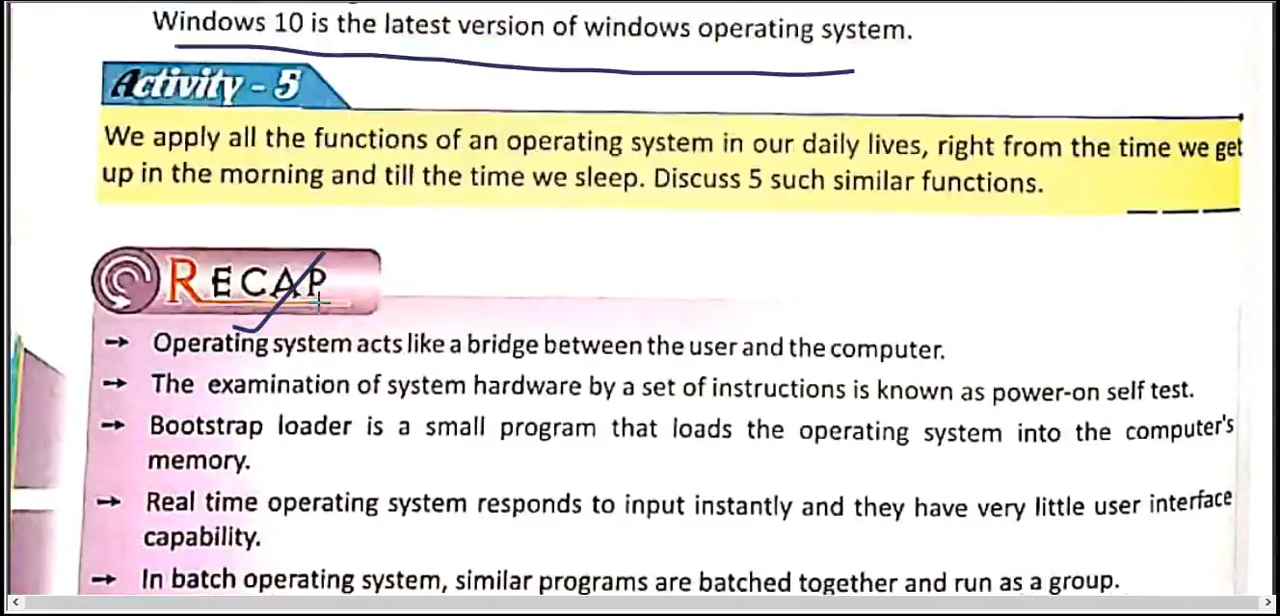 Windows 10 is the latest version of windows operating system.
Activity - 5
We apply all the functions of an operating system in our daily lives, right from the time we get
up in the morning and till the time we sleep. Discuss 5 such similar functions.
RECAP
→ Operating system acts like a bridge between the user and the computer.
→ The examination of system hardware by a set of instructions is known as power-on self test.
→ Bootstrap loader is a small program that loads the operating system into the computer's
memory.
→ Real time operating system responds to input instantly and they have very little user interface
capability.
→ In batch operating system, similar programs are batched together and run as a group.